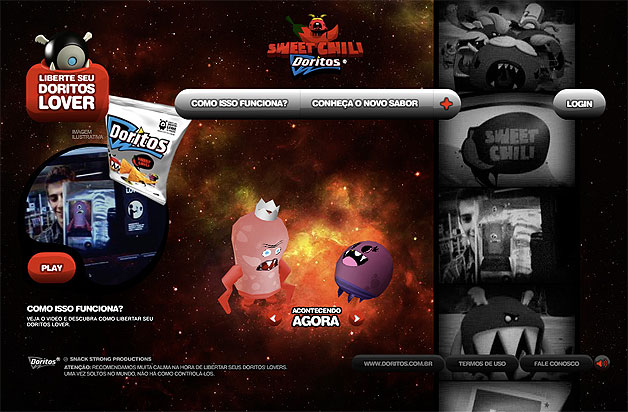 LIBERTE SEU
DORITOS
LOVER
SWEET CHILI
Doritos
COMO ISSO FUNCIONA?
CONHEÇA O NOVO SABOR
LOGIN
IMAGEM
ILUSTRATIVA
Doritos
SWEET
CHILI
PLAY
COMO ISSO FUNCIONA?
VEJA O VIDEO E DESCUBRA COMO LIBERTAR SEU
DORITOS LOVER.
ACONTECENDO
AGORA
Doritos
@ SNACK STRONG PRODUCTIONS
ATENÇÃO: RECOMENDAMOS MUITA CALMA NA HORA DE LIBERTAR SEUS DORITOS LOVERS.
UMA VEZ SOLTOS NO MUNDO, NÃO HÁ COMO CONTROLÁ-LOS.
WWW.DORITOS.COM.BR
TERMOS DE USO
FALE CONOSCO